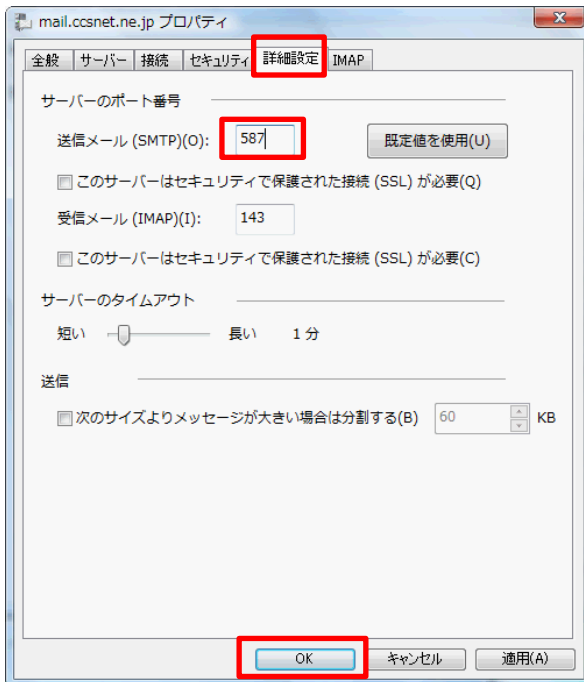 mail.ccsnet.ne.jp プロパティ
全般 サーバー 接続 セキュリティ 詳細設定 IMAP
サーバーのポート番号
送信メール (SMTP)(O): 587 既定値を使用(U)
このサーバーはセキュリティで保護された接続 (SSL) が必要(Q)
受信メール (IMAP)(I): 143
このサーバーはセキュリティで保護された接続 (SSL) が必要(C)
サーバーのタイムアウト
短い 長い 1 分
送信
次のサイズよりメッセージが大きい場合は分割する(B) 60 KB
OK キャンセル 適用(A)